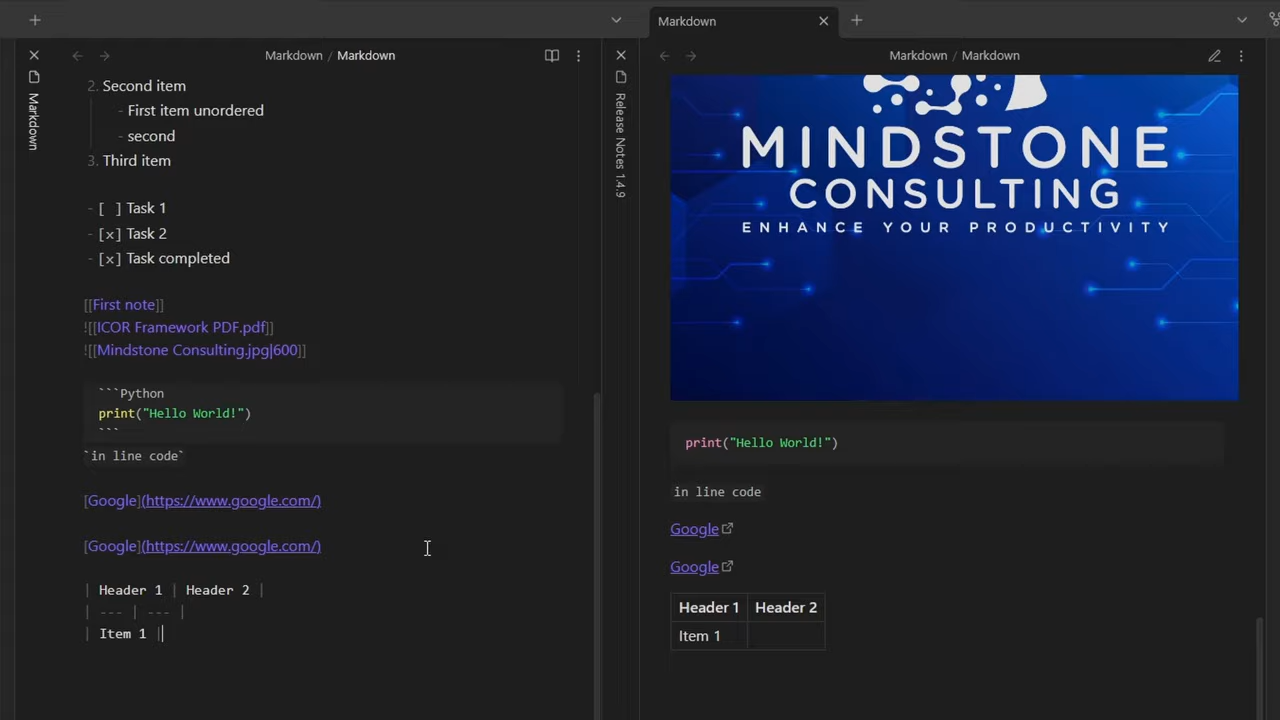 Markdown / Markdown
Markdown
2. Second item
- First item unordered
- second
3. Third item
- [ ] Task 1
- [x] Task 2
- [x] Task completed
[[First note]]
![[ICOR Framework PDF.pdf]]
![[Mindstone Consulting.jpg|600]]
```Python
print("Hello World!")
```
`in line code`
[Google](https://www.google.com/)
[Google](https://www.google.com/)
| Header 1 | Header 2 |
| --- | --- |
| Item 1 |
Markdown
Markdown / Markdown
Release Notes 1.4.9
MINDSTONE
CONSULTING
ENHANCE YOUR PRODUCTIVITY
print("Hello World!")
in line code
Google
Google
Header 1 Header 2
Item 1